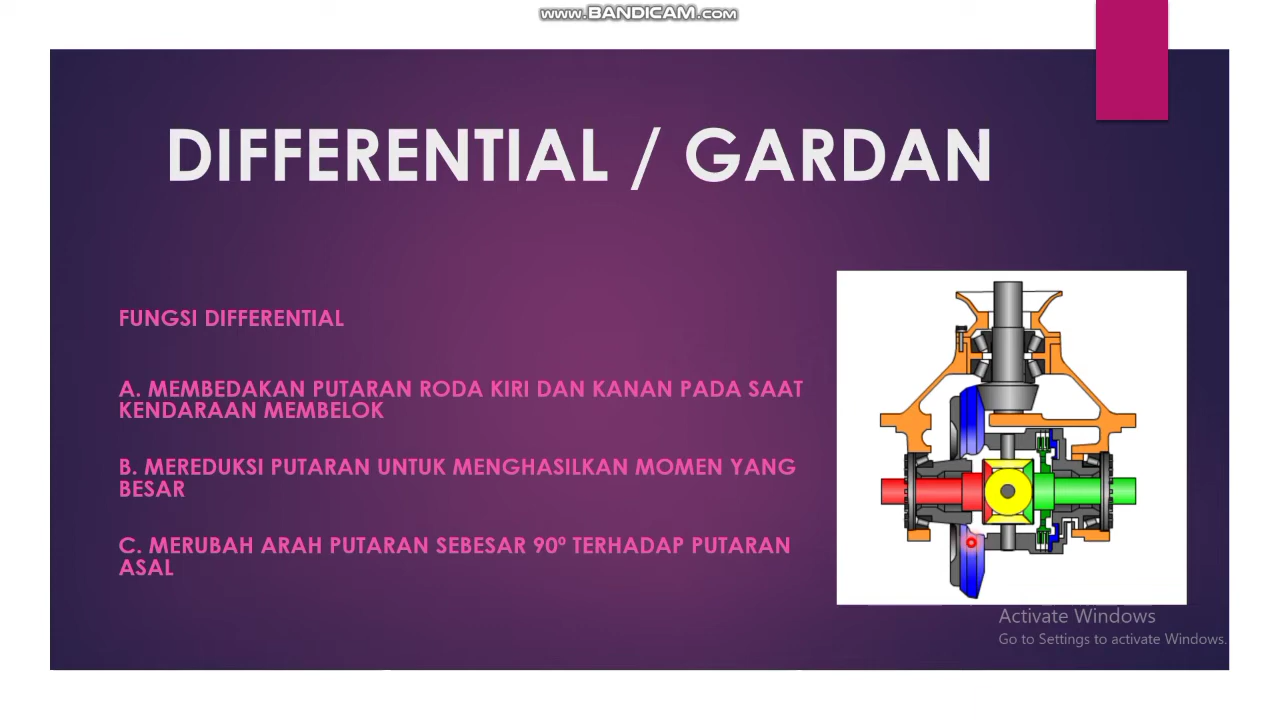 www.BANDICAM.com
DIFFERENTIAL / GARDAN
FUNGSI DIFFERENTIAL
A. MEMBEDAKAN PUTARAN RODA KIRI DAN KANAN PADA SAAT
KENDARAAN MEMBELOK
B. MEREDUKSI PUTARAN UNTUK MENGHASILKAN MOMEN YANG
BESAR
C. MERUBAH ARAH PUTARAN SEBESAR 90º TERHADAP PUTARAN
ASAL
Activate Windows
Go to Settings to activate Windows.